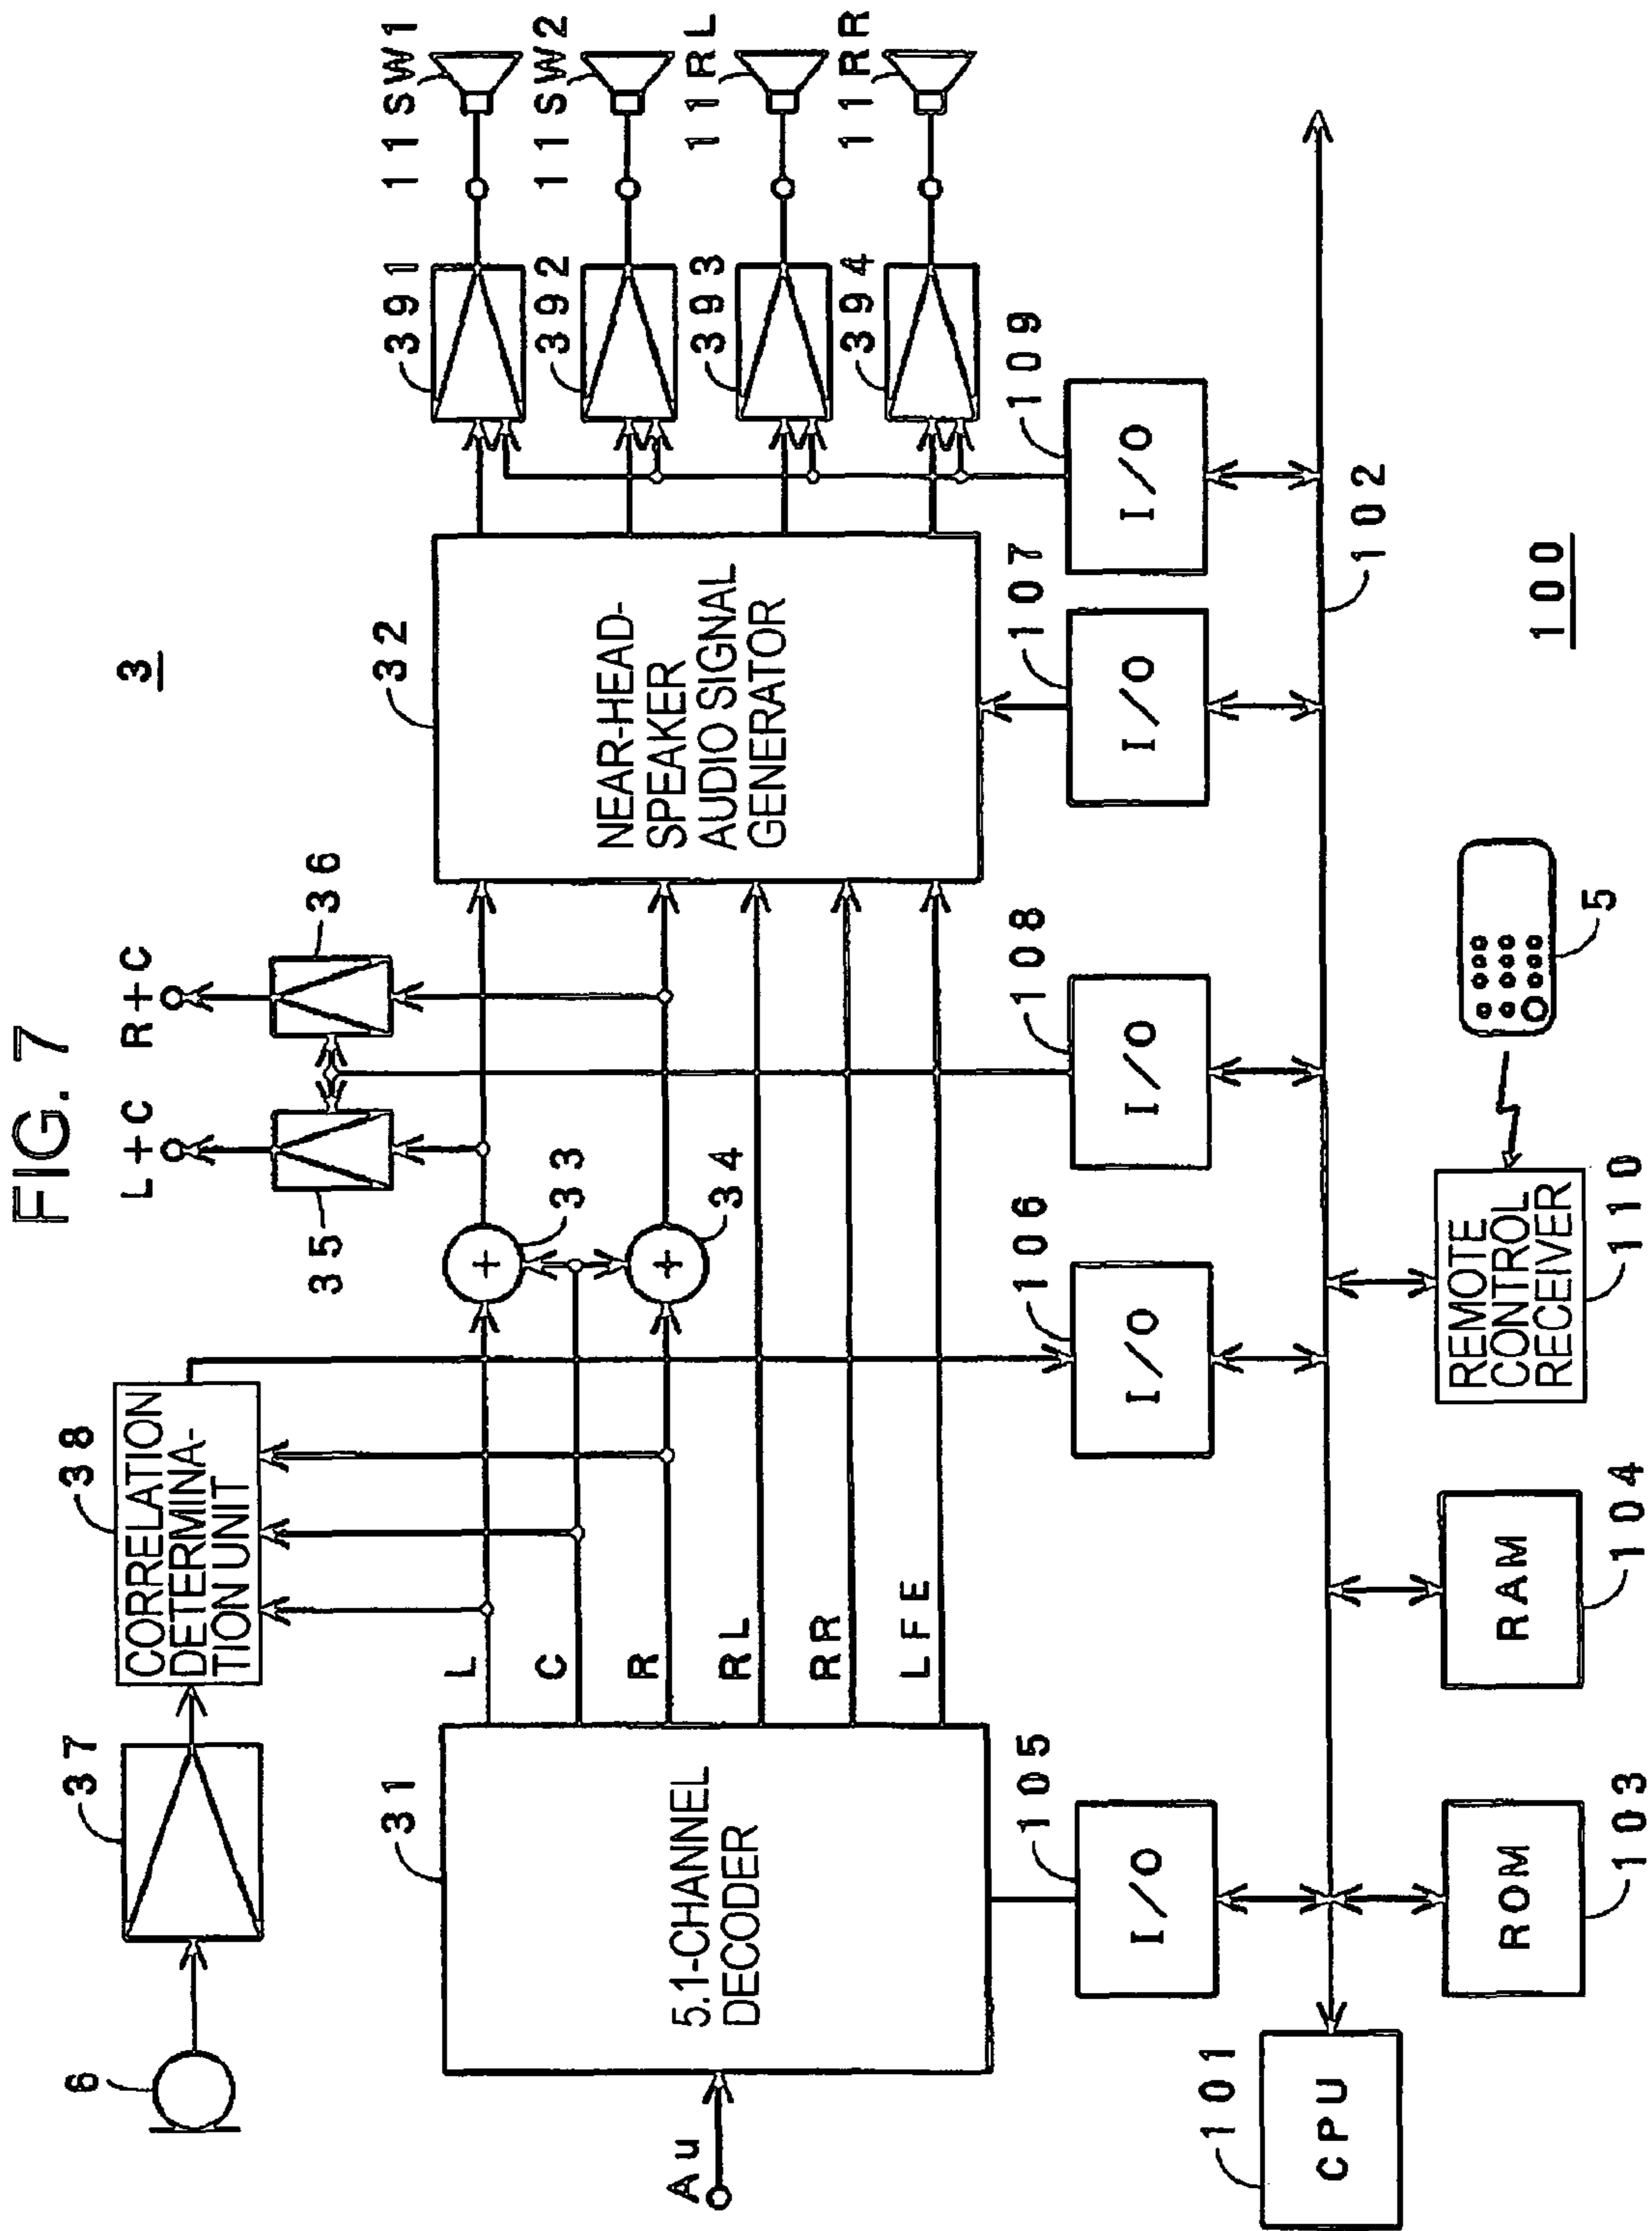 FIG. 7
3
L+C
R+C
35
36
6
37
CORRELATION
DETERMINA-
TION UNIT
38
Au
5.1-CHANNEL
DECODER
31
L
C
R
RL
RR
LFE
+
33
+
34
NEAR-HEAD-
SPEAKER
AUDIO SIGNAL
GENERATOR
32
391
392
393
394
11SW1
11SW2
11RL
11RR
I/O
105
I/O
106
I/O
108
I/O
107
I/O
109
CPU
101
102
ROM
103
RAM
104
REMOTE
CONTROL
RECEIVER
110
5
100